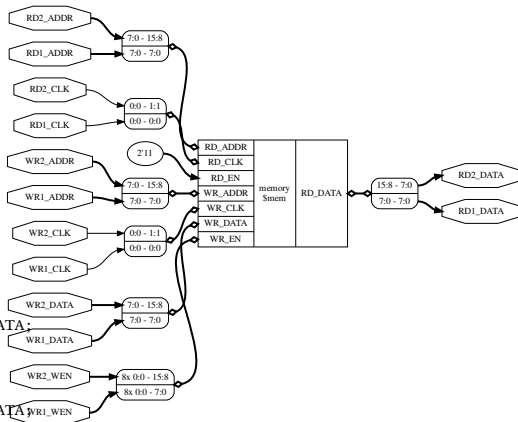 RD2_ADDR
7:0 - 15:8
RD1_ADDR
7:0 - 7:0
RD2_CLK
0:0 - 1:1
RD1_CLK
0:0 - 0:0
WR2_ADDR
7:0 - 15:8
WR1_ADDR
7:0 - 7:0
WR2_CLK
0:0 - 1:1
WR1_CLK
0:0 - 0:0
WR2_DATA
7:0 - 15:8
ATA;
WR1_DATA
7:0 - 7:0
WR2_WEN
8x 0:0 - 15:8
ATA;
WR1_WEN
8x 0:0 - 7:0
2'11
RD_ADDR
RD_CLK
RD_EN
WR_ADDR
WR_CLK
WR_DATA
WR_EN
memory
$mem
RD_DATA
15:8 - 7:0
7:0 - 7:0
RD2_DATA
RD1_DATA